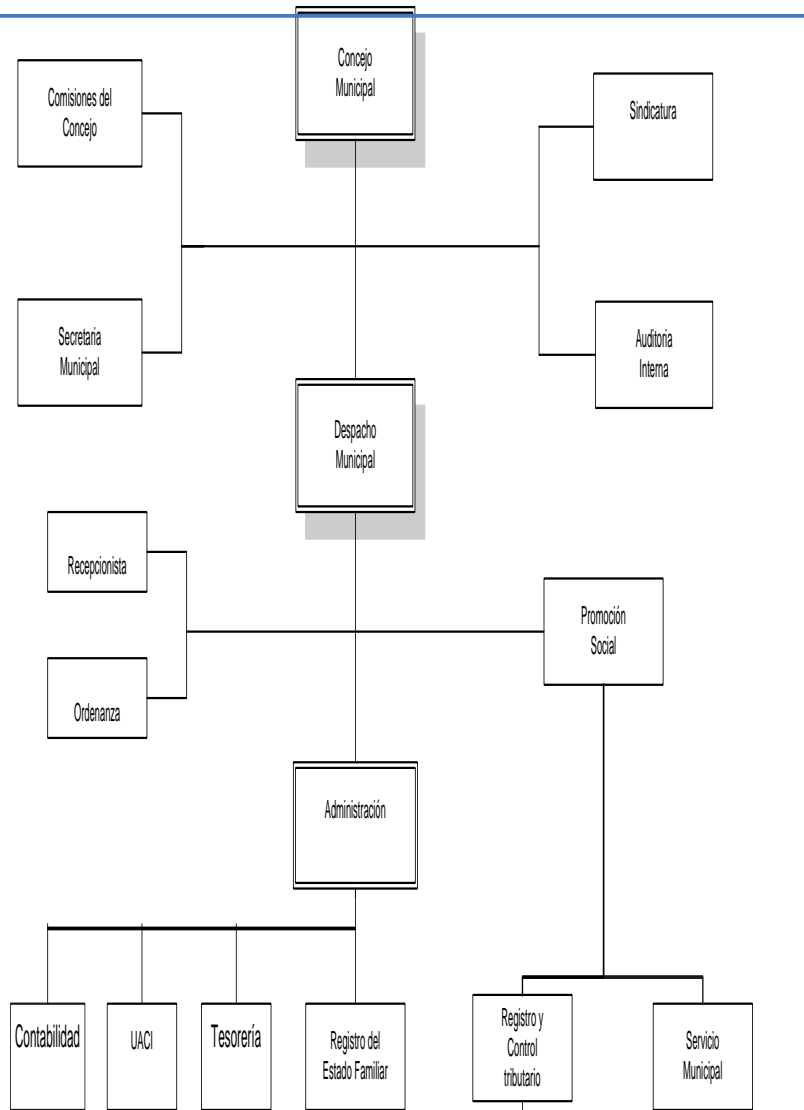 Concejo
Municipal
Comisiones del
Concejo
Sindicatura
Secretaria
Municipal
Auditoria
Interna
Despacho
Municipal
Recepcionista
Promoción
Social
Ordenanza
Administración
Contabilidad
UACI
Tesorería
Registro del
Estado Familiar
Registro y
Control
tributario
Servicio
Municipal